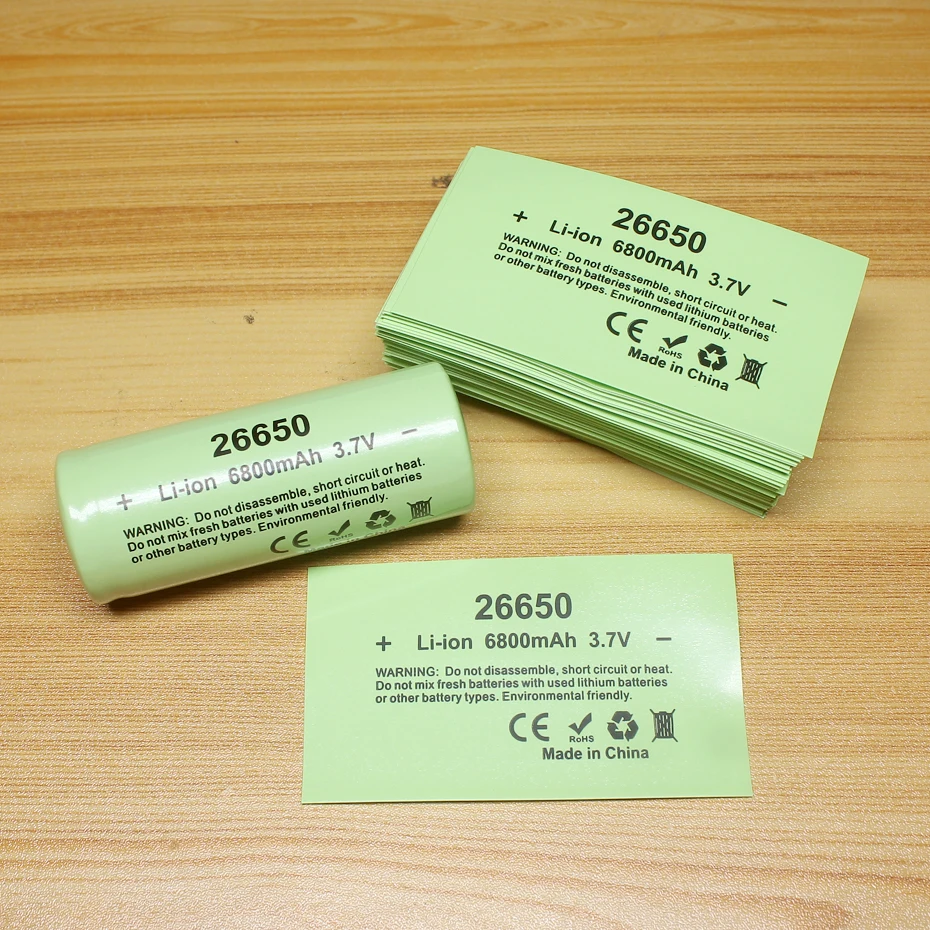 26650
+ Li-ion 6800mAh 3.7V −
WARNING: Do not disassemble, short circuit or heat.
Do not mix fresh batteries with used lithium batteries
or other battery types. Environmental friendly.
CE RoHS
Made in China
26650
+ Li-ion 6800mAh 3.7V −
WARNING: Do not disassemble, short circuit or heat.
Do not mix fresh batteries with used lithium batteries
or other battery types. Environmental friendly.
CE RoHS
26650
+ Li-ion 6800mAh 3.7V −
WARNING: Do not disassemble, short circuit or heat.
Do not mix fresh batteries with used lithium batteries
or other battery types. Environmental friendly.
CE RoHS
Made in China